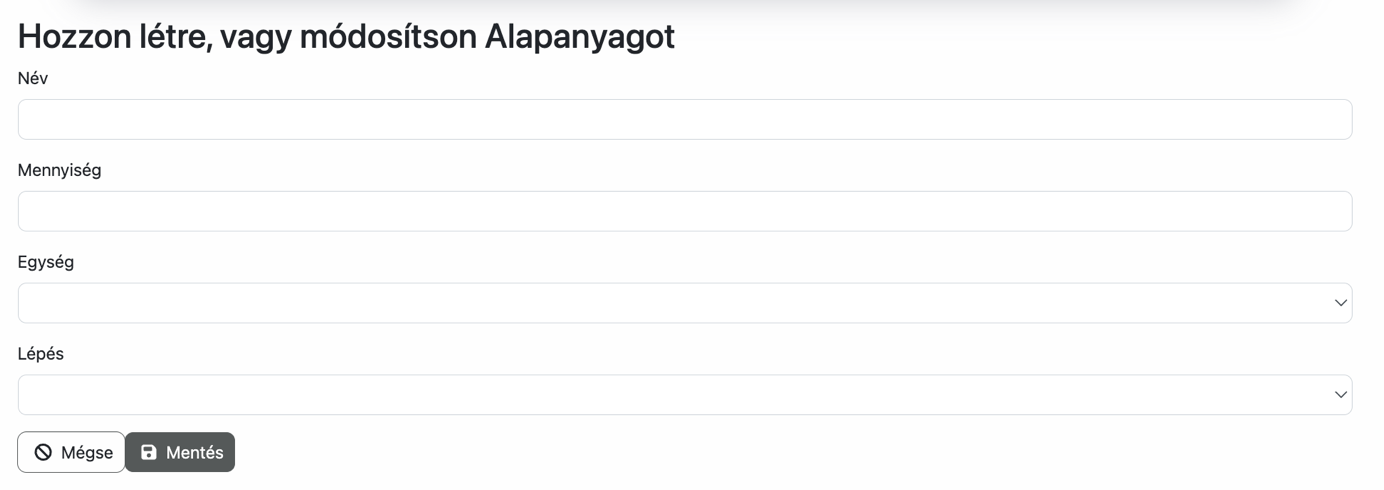 Hozzon létre, vagy módosítson Alapanyagot
Név
Mennyiség
Egység
Lépés
Mégse
Mentés